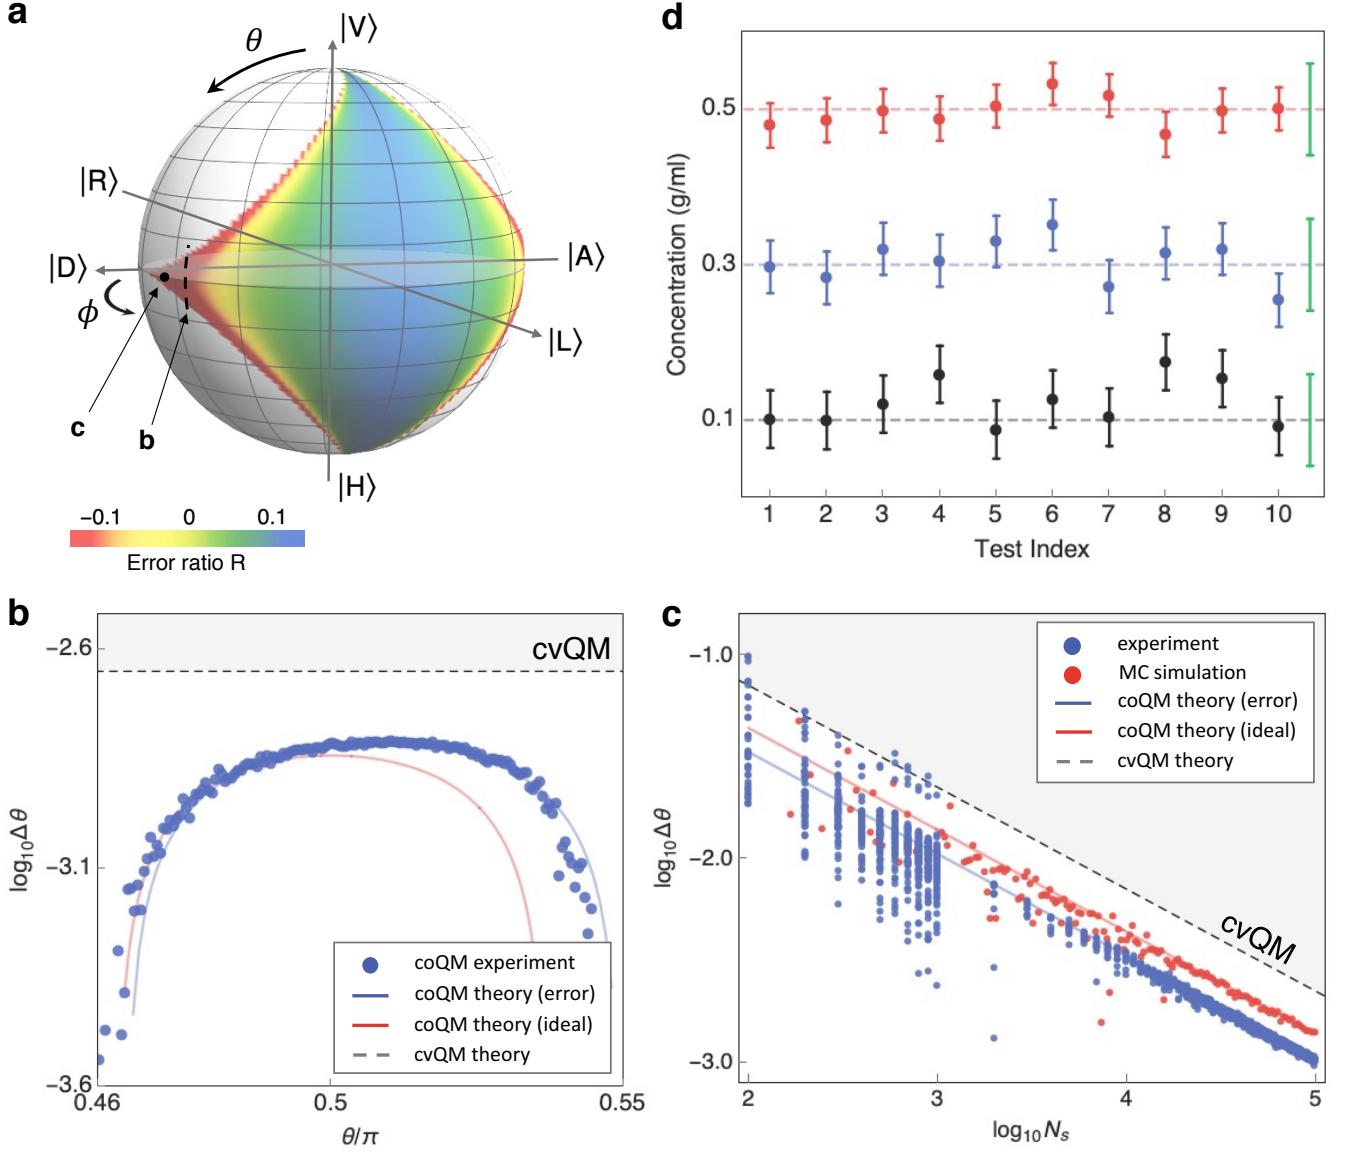 a
θ
|V⟩
|R⟩
|D⟩
|A⟩
ϕ
|L⟩
c
b
|H⟩
−0.1 0 0.1
Error ratio R
d
Concentration (g/ml)
0.5
0.3
0.1
1 2 3 4 5 6 7 8 9 10
Test Index
b
−2.6
cvQM
log₁₀Δθ
−3.1
coQM experiment
coQM theory (error)
coQM theory (ideal)
cvQM theory
−3.6
0.46 0.5 0.55
θ/π
c
−1.0
experiment
MC simulation
coQM theory (error)
coQM theory (ideal)
cvQM theory
log₁₀Δθ
−2.0
cvQM
−3.0
2 3 4 5
log₁₀Nₛ